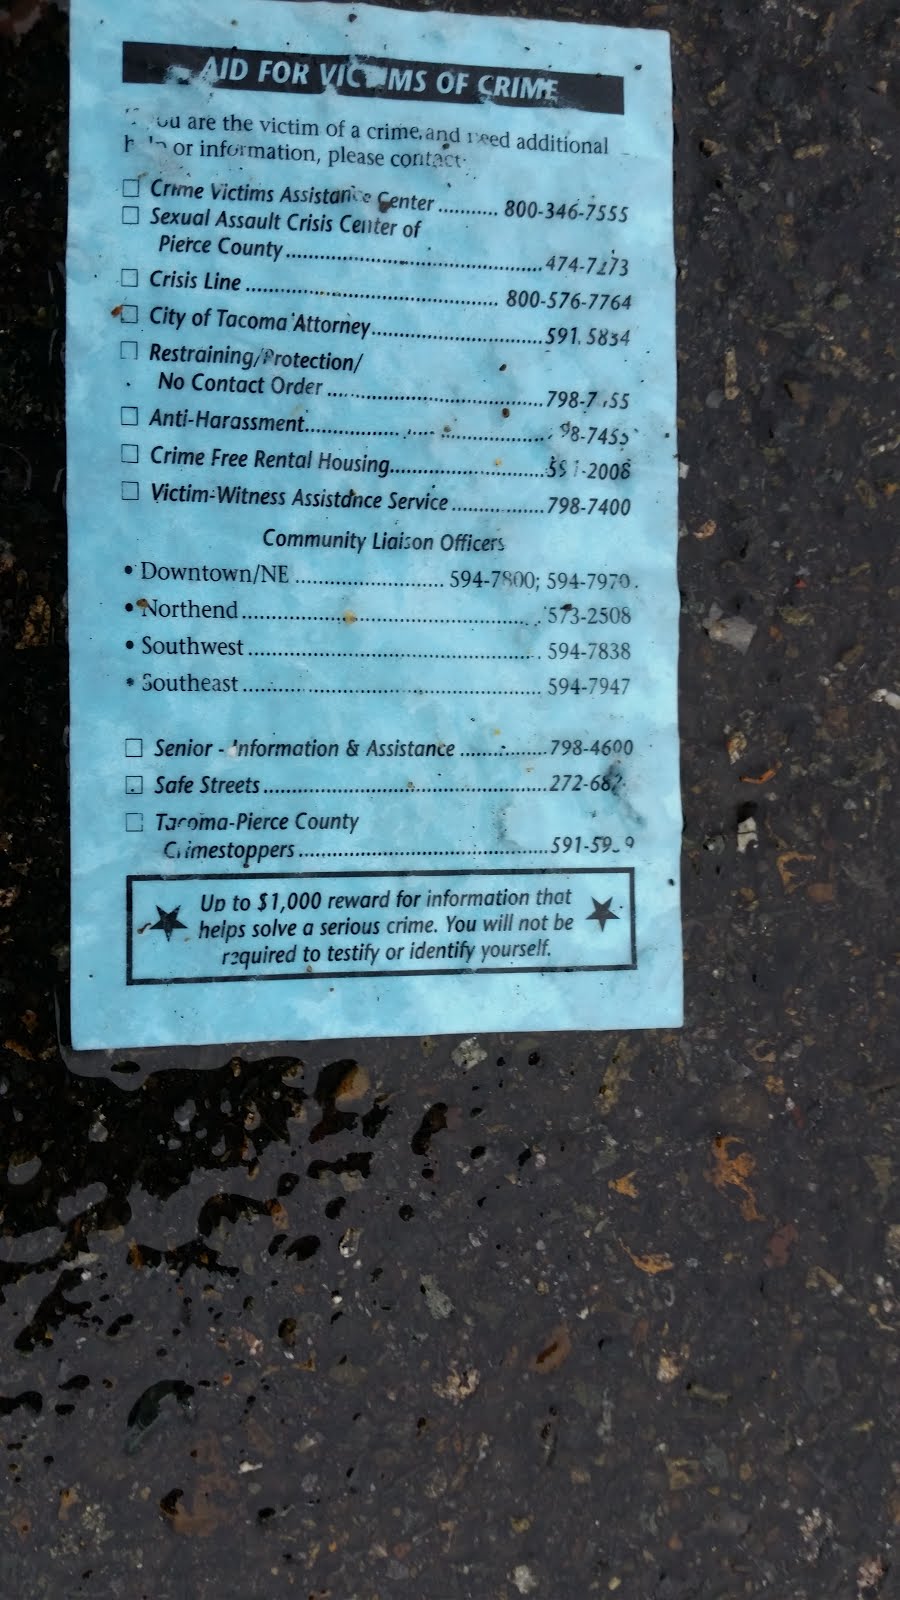 AID FOR VICTIMS OF CRIME
you are the victim of a crime, and need additional
or information, please contact:
Crime Victims Assistance Center .......... 800-346-7555
Sexual Assault Crisis Center of
Pierce County ..........
Crisis Line .......... 800-576-7764
City of Tacoma Attorney.......... 591-5834
Restraining/Protection/
No Contact Order ..........
Anti-Harassment..........
Crime Free Rental Housing..........
Victim-Witness Assistance Service .......... 798-7400
Community Liaison Officers
• Downtown/NE .......... 594-7800; 594-7970
• Northend .......... 573-2508
• Southwest .......... 594-7838
• Southeast .......... 594-7947
Senior - Information & Assistance .......... 798-4600
Safe Streets ..........
Tacoma-Pierce County
Crimestoppers ..........
Up to $1,000 reward for information that
helps solve a serious crime. You will not be
required to testify or identify yourself.